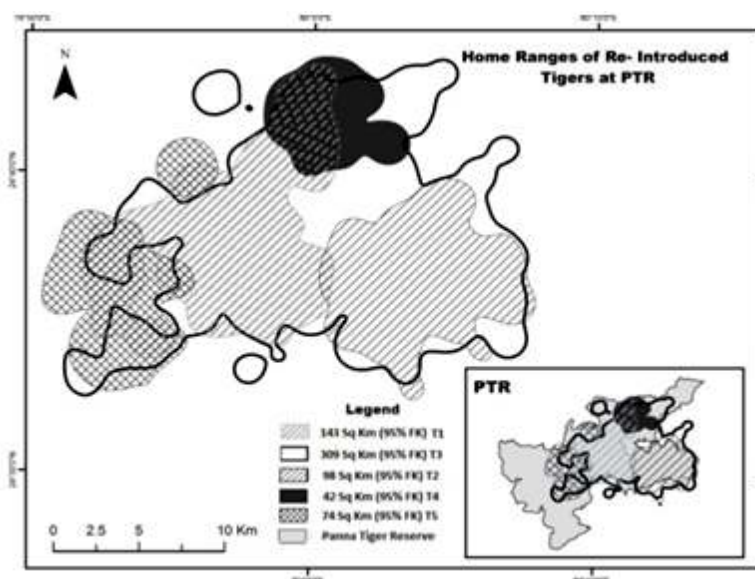 N
Home Ranges of Re- Introduced
Tigers at PTR
PTR
Legend
143 Sq Km (95% FK) T1
309 Sq Km (95% FK) T3
98 Sq Km (95% FK) T2
42 Sq Km (95% FK) T4
74 Sq Km (95% FK) T5
Panna Tiger Reserve
0 2.5 5 10 Km